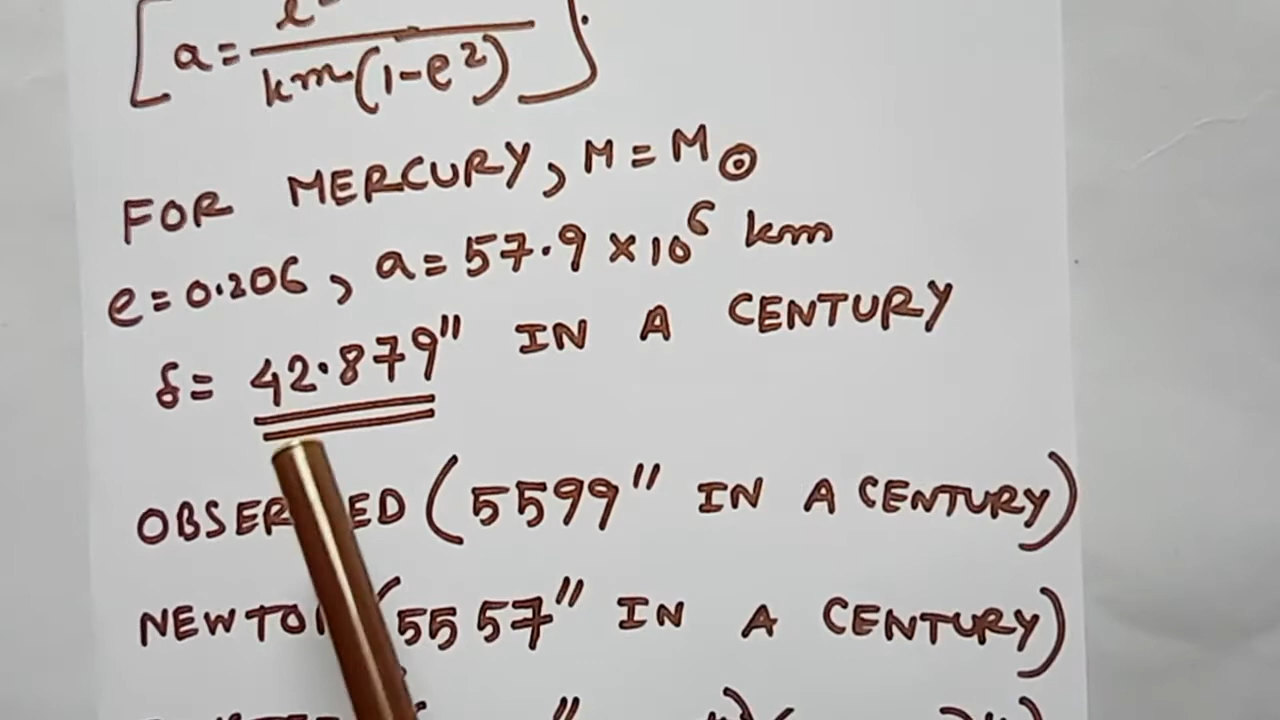 [a = / km(1-e²)].
FOR MERCURY, M = M⊙
e = 0.206, a = 57.9 × 10⁶ km
δ = 42.879" IN A CENTURY
(5599" IN A CENTURY)
(5557" IN A CENTURY)